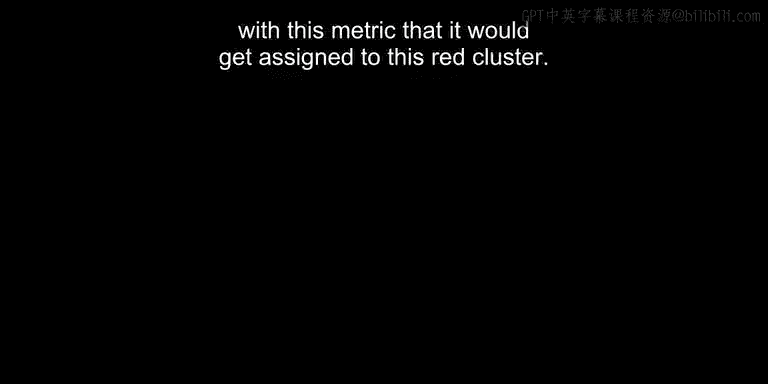 GPT中英字幕课程资源@bilibili.com
with this metric that it would
get assigned to this red cluster.